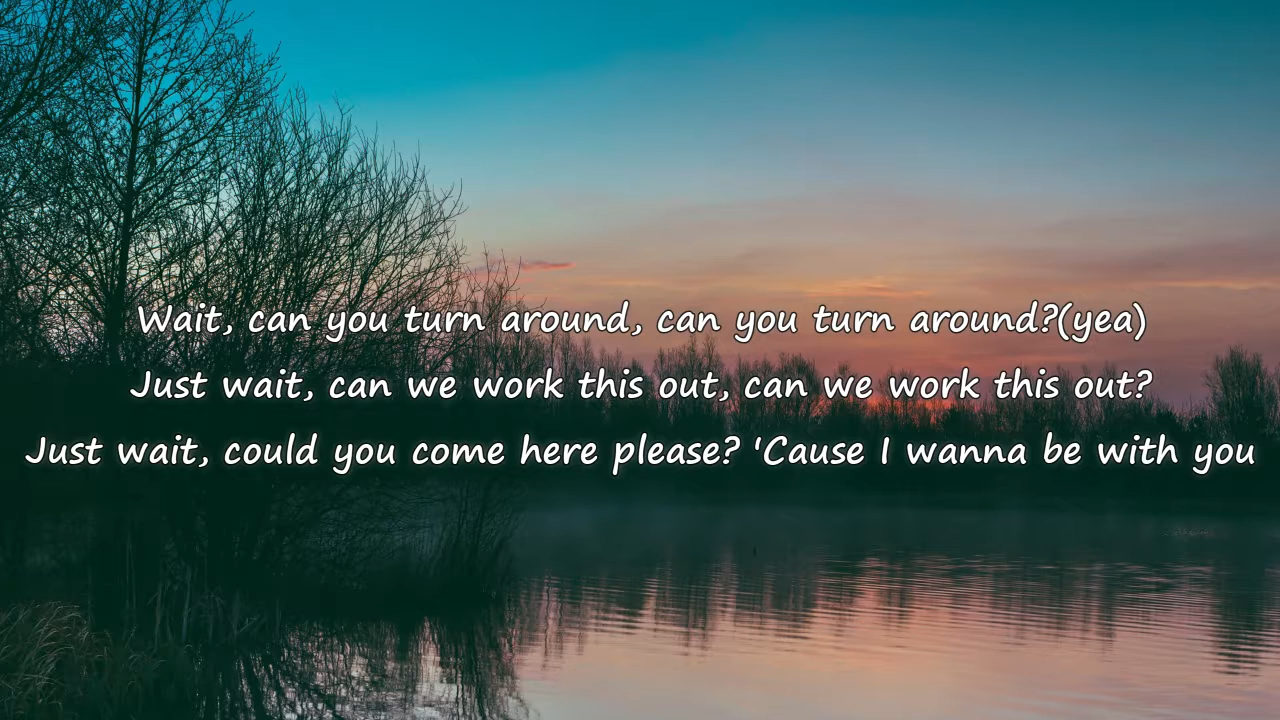 Wait, can you turn around, can you turn around?(yea)
Just wait, can we work this out, can we work this out?
Just wait, could you come here please? 'Cause I wanna be with you